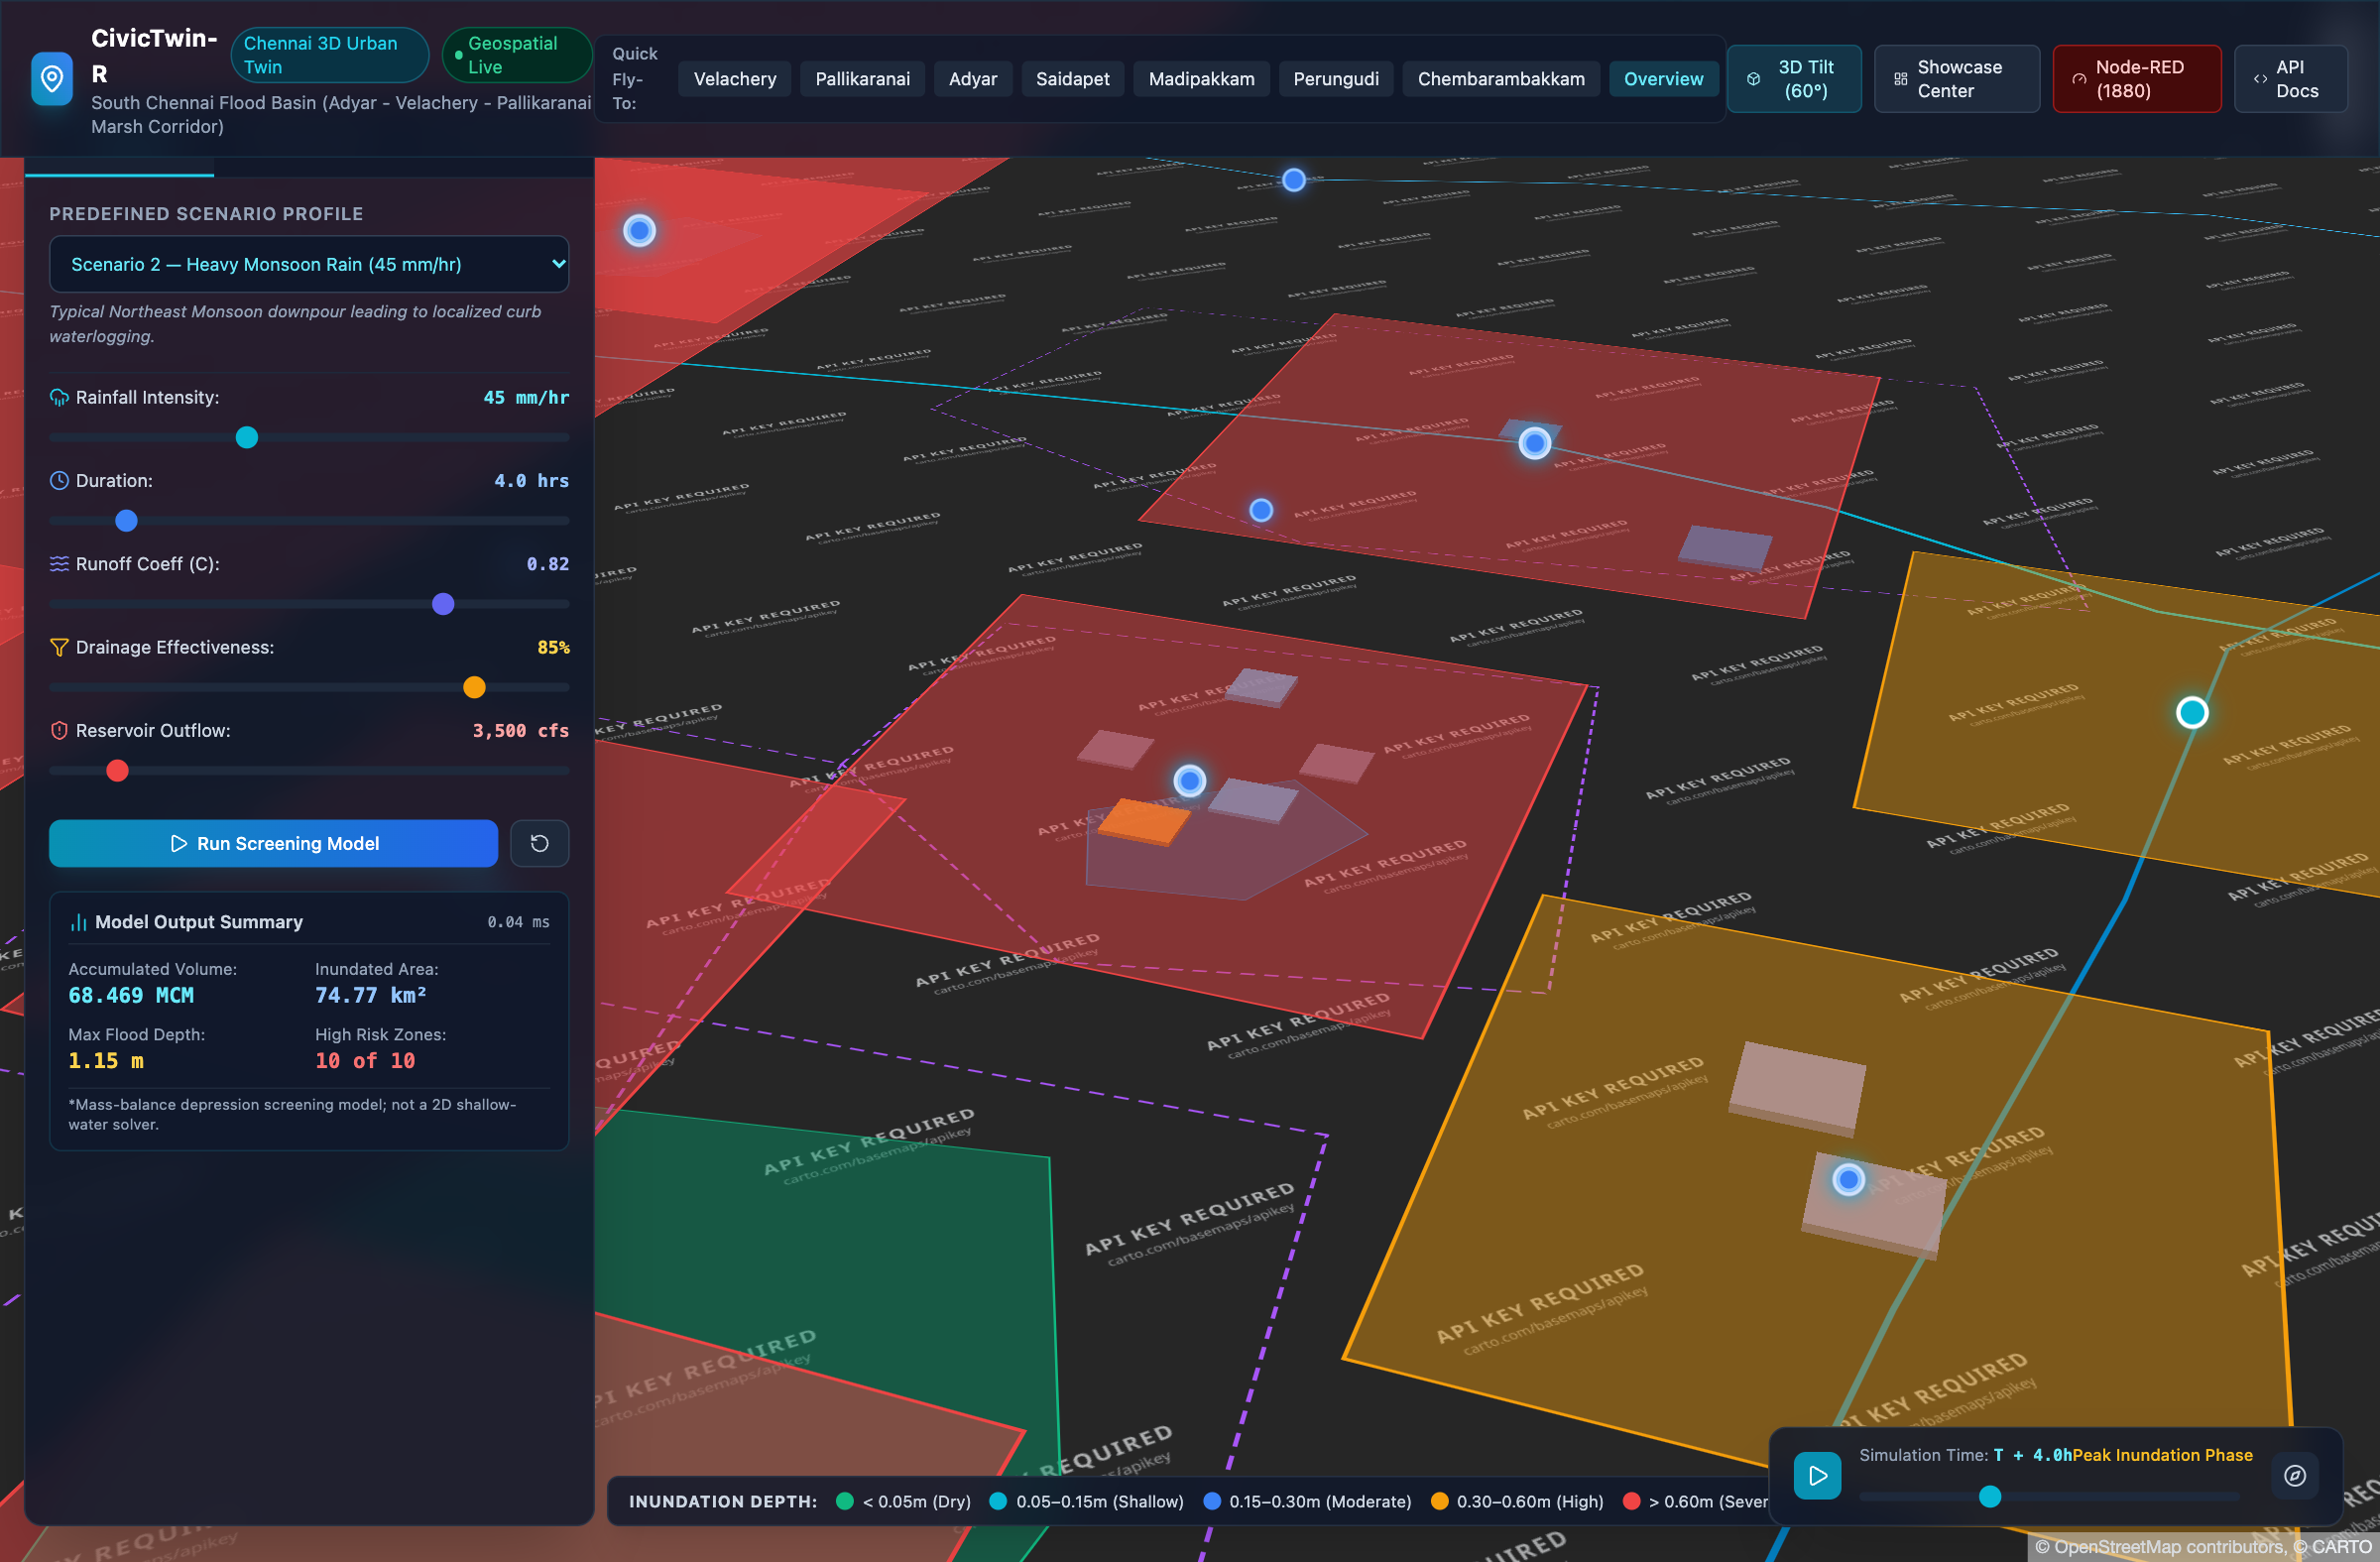 CivicTwin-
R
Chennai 3D Urban
Twin
Geospatial
Live
South Chennai Flood Basin (Adyar - Velachery - Pallikaranai
Marsh Corridor)
Quick
Fly-
To:
Velachery
Pallikaranai
Adyar
Saidapet
Madipakkam
Perungudi
Chembarambakkam
Overview
3D Tilt
(60°)
Showcase
Center
Node-RED
(1880)
API
Docs
PREDEFINED SCENARIO PROFILE
Scenario 2 — Heavy Monsoon Rain (45 mm/hr)
Typical Northeast Monsoon downpour leading to localized curb
waterlogging.
Rainfall Intensity: 45 mm/hr
Duration: 4.0 hrs
Runoff Coeff (C): 0.82
Drainage Effectiveness: 85%
Reservoir Outflow: 3,500 cfs
Run Screening Model
Model Output Summary 0.04 ms
Accumulated Volume: Inundated Area:
68.469 MCM 74.77 km²
Max Flood Depth: High Risk Zones:
1.15 m 10 of 10
*Mass-balance depression screening model; not a 2D shallow-
water solver.
API KEY REQUIRED
carto.com/basemaps/apikey
INUNDATION DEPTH: < 0.05m (Dry) 0.05–0.15m (Shallow) 0.15–0.30m (Moderate) 0.30–0.60m (High) > 0.60m (Sever
Simulation Time: T + 4.0hPeak Inundation Phase
© OpenStreetMap contributors, © CARTO